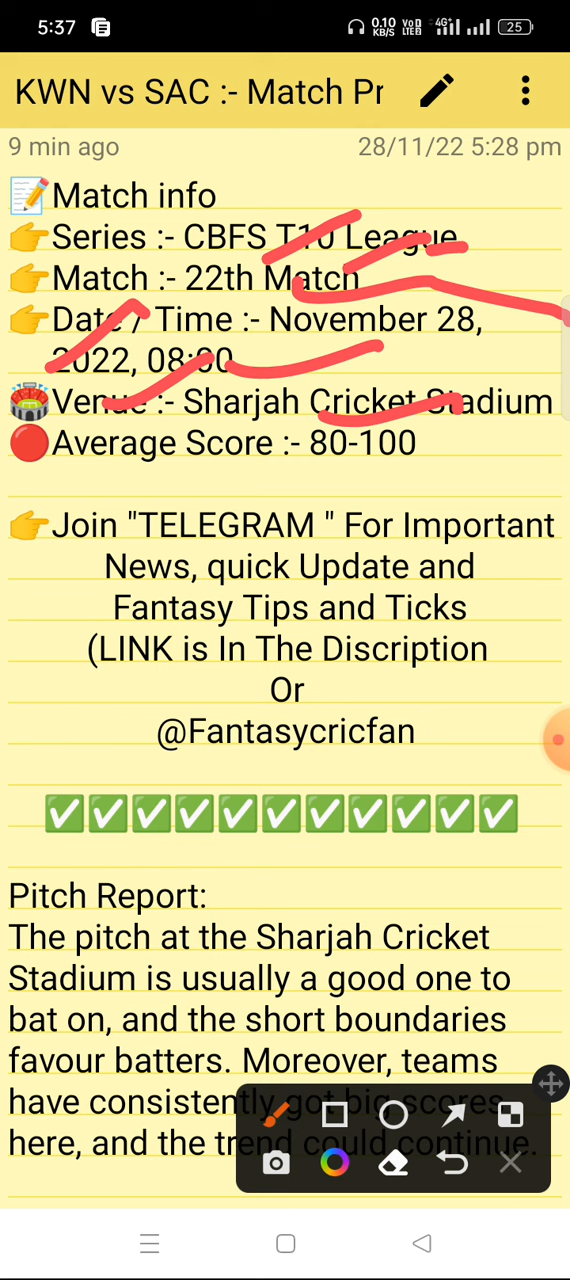 5:37
0.10 KB/S VoD LTE 4G+ 25
KWN vs SAC :- Match Pr
9 min ago 28/11/22 5:28 pm
📝Match info
👉Series :- CBFS T10 League
👉Match :- 22th Match
👉Date / Time :- November 28,
2022, 08:00
🏟️Venue :- Sharjah Cricket Stadium
🔴Average Score :- 80-100
👉Join "TELEGRAM " For Important
News, quick Update and
Fantasy Tips and Ticks
(LINK is In The Discription
Or
@Fantasycricfan
✅✅✅✅✅✅✅✅✅✅✅
Pitch Report:
The pitch at the Sharjah Cricket
Stadium is usually a good one to
bat on, and the short boundaries
favour batters. Moreover, teams
have consistently got big scores
here, and the trend could continue.